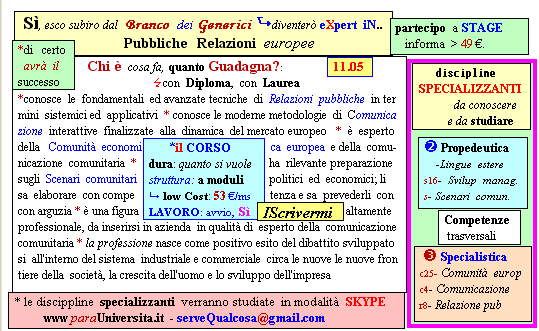 Sì, esco subiro dal Branco dei Generici diventerò eXpert iN..
Pubbliche Relazioni europee
partecipo a STAGE
informa > 49 €.
*di certo
avrà il
successo
Chi è cosa fa, quanto Guadagna?:
11.05
con Diploma, con Laurea
*conosce le fondamentali ed avanzate tecniche di Relazioni pubbliche in ter
mini sistemici ed applicativi * conosce le moderne metodologie di Comunica
zione interattive finalizzate alla dinamica del mercato europeo * è esperto
della Comunità economi ca europea e della comu-
nicazione comunitaria * ha rilevante preparazione
sugli Scenari comunitari politici ed economici; li
sa elaborare con compe tenza e sa prevederli con
con arguzia * è una figura altamente
professionale, da inserirsi in azienda in qualità di esperto della comunicazione
comunitaria * la professione nasce come positivo esito del dibattito sviluppato
si all'interno del sistema industriale e commerciale circa le nuove le nuove fron
tiere della società, la crescita dell'uomo e lo sviluppo dell'impresa
*il CORSO
dura: quanto si vuole
struttura: a moduli
low Cost: 53 €/ms
LAVORO: avvio, Sì
IScrivermi
* le discippline specializzanti verranno studiate in modalità SKYPE
www.paraUniversita.it - serveQualcosa@gmail.com
discipline
SPECIALIZZANTI
da conoscere
e da studiare
2 Propedeutica
-Lingue estere
s16- Svilup manag.
s- Scenari comun.
Competenze
trasversali
3 Specialistica
c25- Comunità europ
c4- Comunicazione
r8- Relazione pub